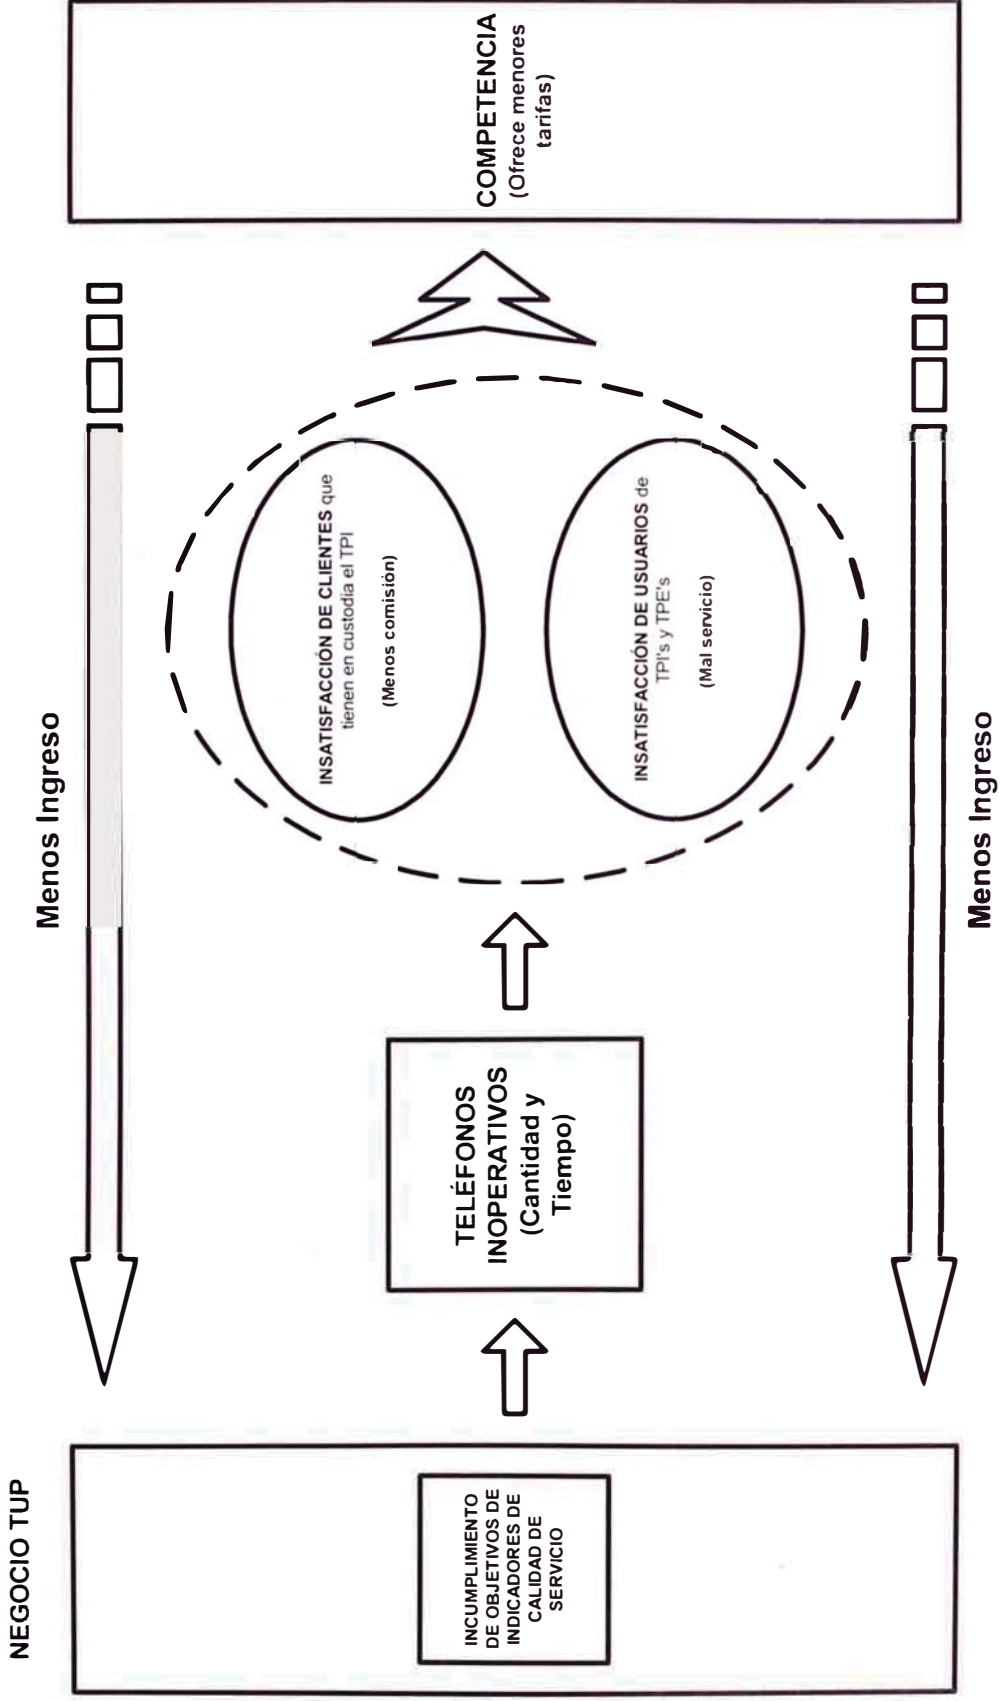 NEGOCIO TUP
INCUMPLIMIENTO
DE OBJETIVOS DE
INDICADORES DE
CALIDAD DE
SERVICIO
TELÉFONOS
INOPERATIVOS
(Cantidad y
Tiempo)
Menos Ingreso
INSATISFACCIÓN DE CLIENTES que
tienen en custodia el TPI
(Menos comisión)
INSATISFACCIÓN DE USUARIOS de
TPI's y TPE's
(Mal servicio)
Menos Ingreso
COMPETENCIA
(Ofrece menores
tarifas)